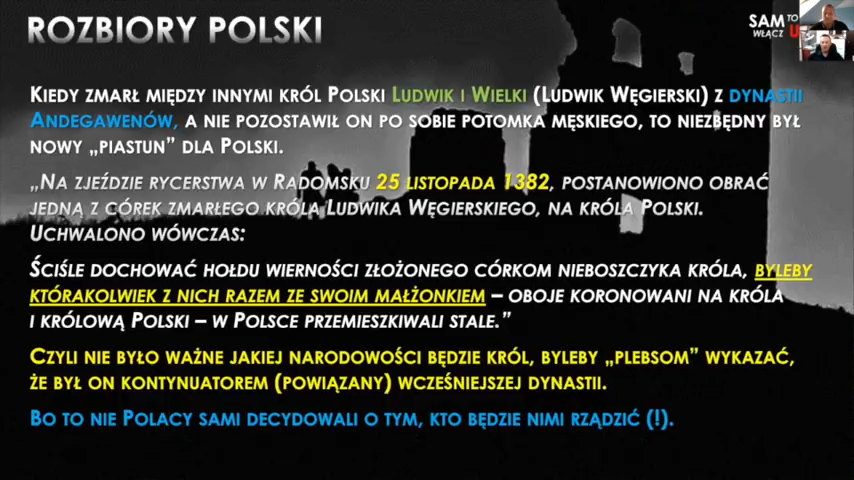 ROZBIORY POLSKI
SAM TO
WŁĄCZ U
KIEDY ZMARŁ MIĘDZY INNYMI KRÓL POLSKI LUDWIK I WIELKI (LUDWIK WĘGIERSKI) Z DYNASTII
ANDEGAWENÓW, A NIE POZOSTAWIŁ ON PO SOBIE POTOMKA MĘSKIEGO, TO NIEZBĘDNY BYŁ
NOWY „PIASTUN” DLA POLSKI.
„NA ZJEŹDZIE RYCERSTWA W RADOMSKU 25 LISTOPADA 1382, POSTANOWIONO OBRAĆ
JEDNĄ Z CÓREK ZMARŁEGO KRÓLA LUDWIKA WĘGIERSKIEGO, NA KRÓLA POLSKI.
UCHWALONO WÓWCZAS:
ŚCIŚLE DOCHOWAĆ HOŁDU WIERNOŚCI ZŁOŻONEGO CÓRKOM NIEBOSZCZYKA KRÓLA, BYLEBY
KTÓRAKOLWIEK Z NICH RAZEM ZE SWOIM MAŁŻONKIEM – OBOJE KORONOWANI NA KRÓLA
I KRÓLOWĄ POLSKI – W POLSCE PRZEMIESZKIWALI STALE.”
CZYLI NIE BYŁO WAŻNE JAKIEJ NARODOWOŚCI BĘDZIE KRÓL, BYLEBY „PLEBSOM” WYKAZAĆ,
ŻE BYŁ ON KONTYNUATOREM (POWIĄZANY) WCZEŚNIEJSZEJ DYNASTII.
BO TO NIE POLACY SAMI DECYDOWALI O TYM, KTO BĘDZIE NIMI RZĄDZIĆ (!).